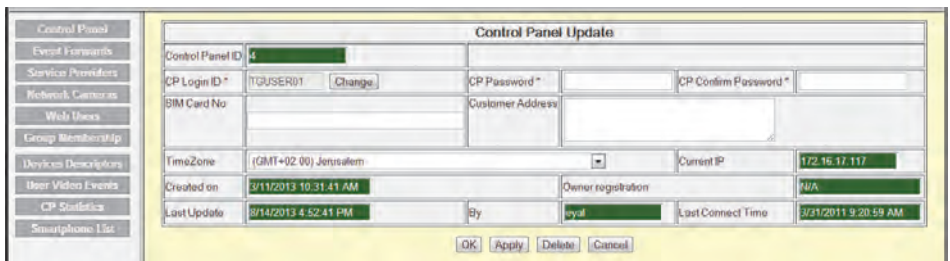 Control Panel
Event Forwards
Service Providers
Network Cameras
Web Users
Group Membership
Devices Descriptors
User Video Events
CP Statistics
Smartphone List
Control Panel Update
Control Panel ID 4
CP Login ID * TGUSER01 Change CP Password * CP Confirm Password *
BIM Card No Customer Address
TimeZone (GMT+02:00) Jerusalem Current IP 172.16.17.117
Created on 3/11/2013 10:31:41 AM Owner registration N/A
Last Update 8/14/2013 4:52:41 PM By eyal Last Connect Time 3/31/2011 9:20:59 AM
OK Apply Delete Cancel